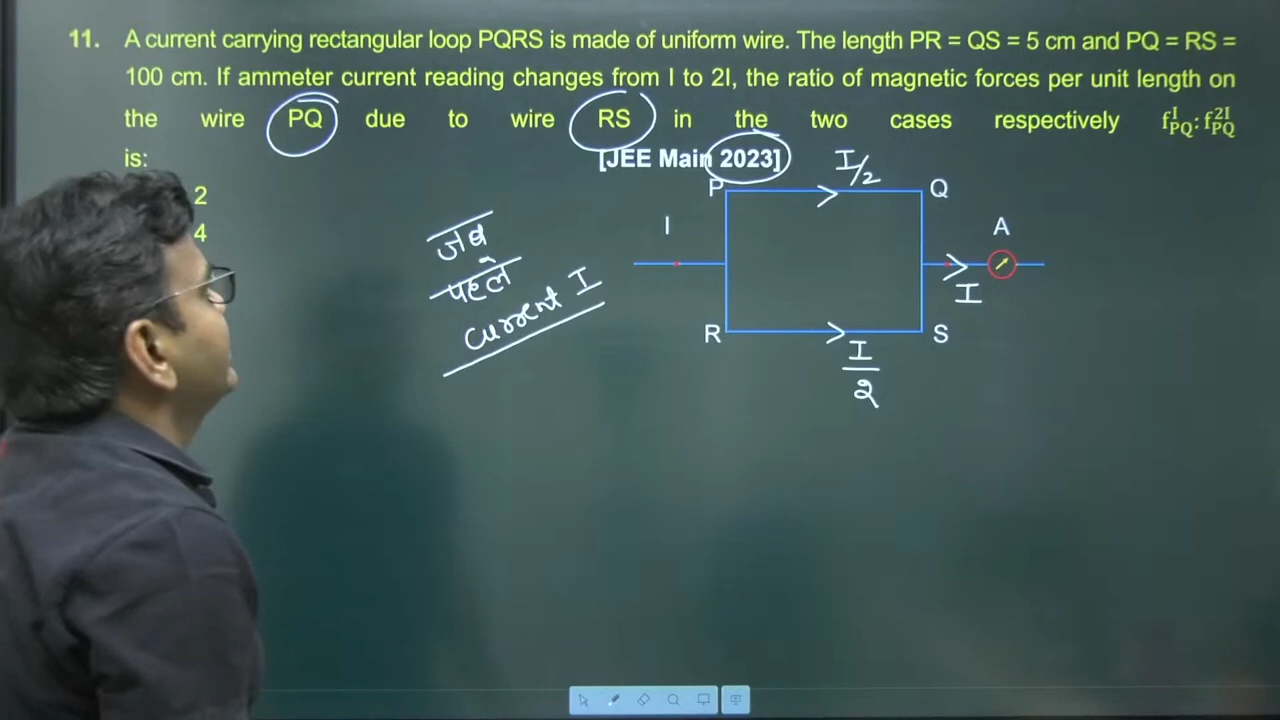 11. A current carrying rectangular loop PQRS is made of uniform wire. The length PR = QS = 5 cm and PQ = RS =
100 cm. If ammeter current reading changes from I to 2I, the ratio of magnetic forces per unit length on
the wire PQ due to wire RS in the two cases respectively f^I_PQ : f^2I_PQ
is: [JEE Main 2023]
2
4
P I/2 Q
I A
जब
पहले
current I
I
R S
I/2